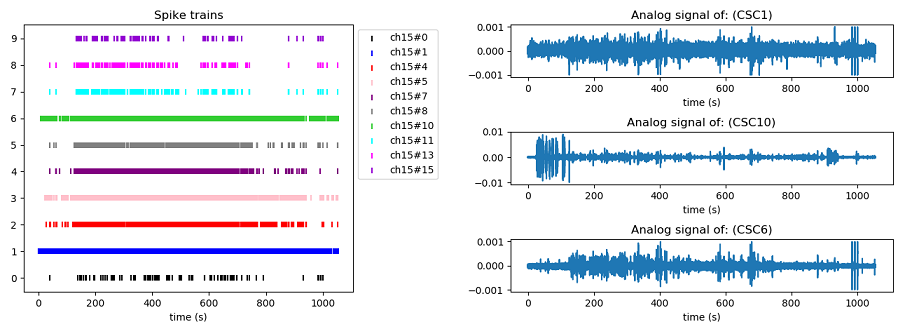 Spike trains
9
8
7
6
5
4
3
2
1
0
0 200 400 600 800 1000
time (s)
ch15#0
ch15#1
ch15#4
ch15#5
ch15#7
ch15#8
ch15#10
ch15#11
ch15#13
ch15#15
Analog signal of: (CSC1)
0.001
0.000
−0.001
0 200 400 600 800 1000
time (s)
Analog signal of: (CSC10)
0.01
0.00
−0.01
0 200 400 600 800 1000
time (s)
Analog signal of: (CSC6)
0.001
0.000
−0.001
0 200 400 600 800 1000
time (s)